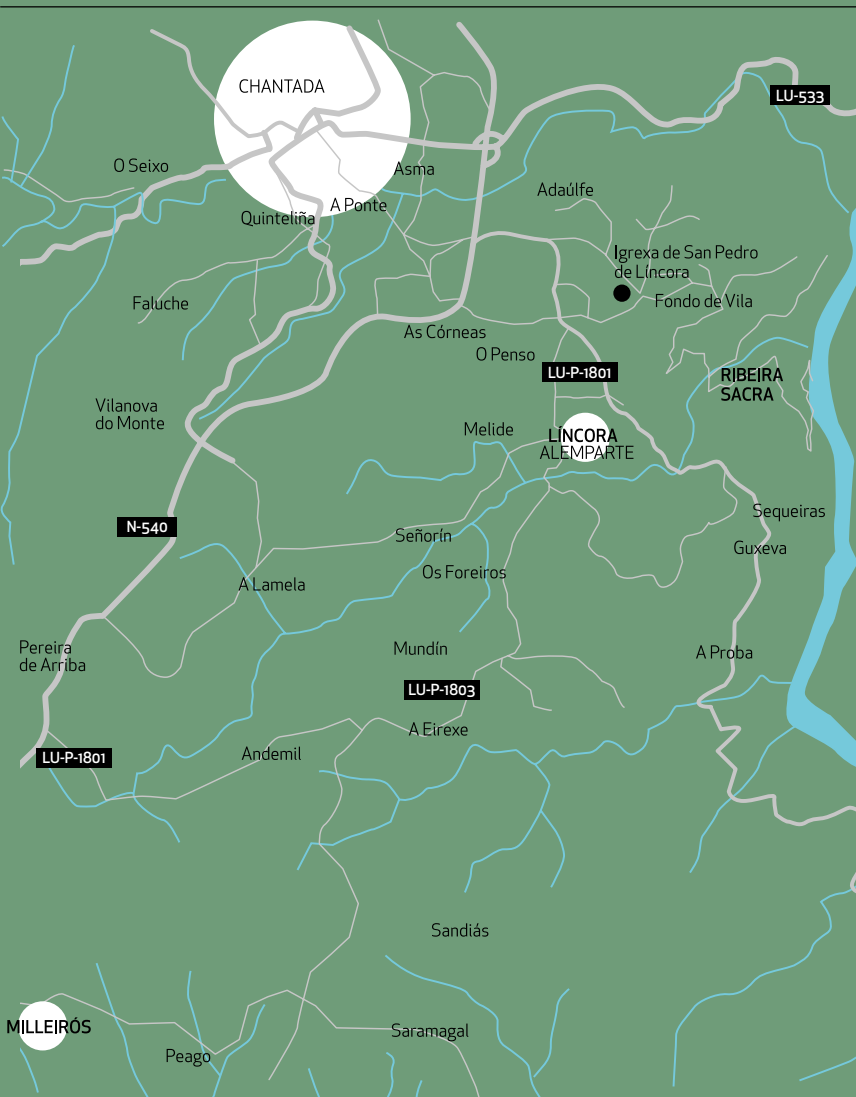 CHANTADA
LU-533
O Seixo
Asma
Adaúlfe
A Ponte
Quinteliña
Igrexa de San Pedro
de Líncora
Faluche
Fondo de Vila
As Córneas
O Penso
LU-P-1801
RIBEIRA
SACRA
Vilanova
do Monte
Melide
LÍNCORA
ALEMPARTE
Sequeiras
N-540
Señorín
Guxeva
Os Foreiros
A Lamela
Pereira
de Arriba
Mundín
A Proba
LU-P-1803
A Eirexe
LU-P-1801
Andemil
Sandiás
MILLEIRÓS
Saramagal
Peago